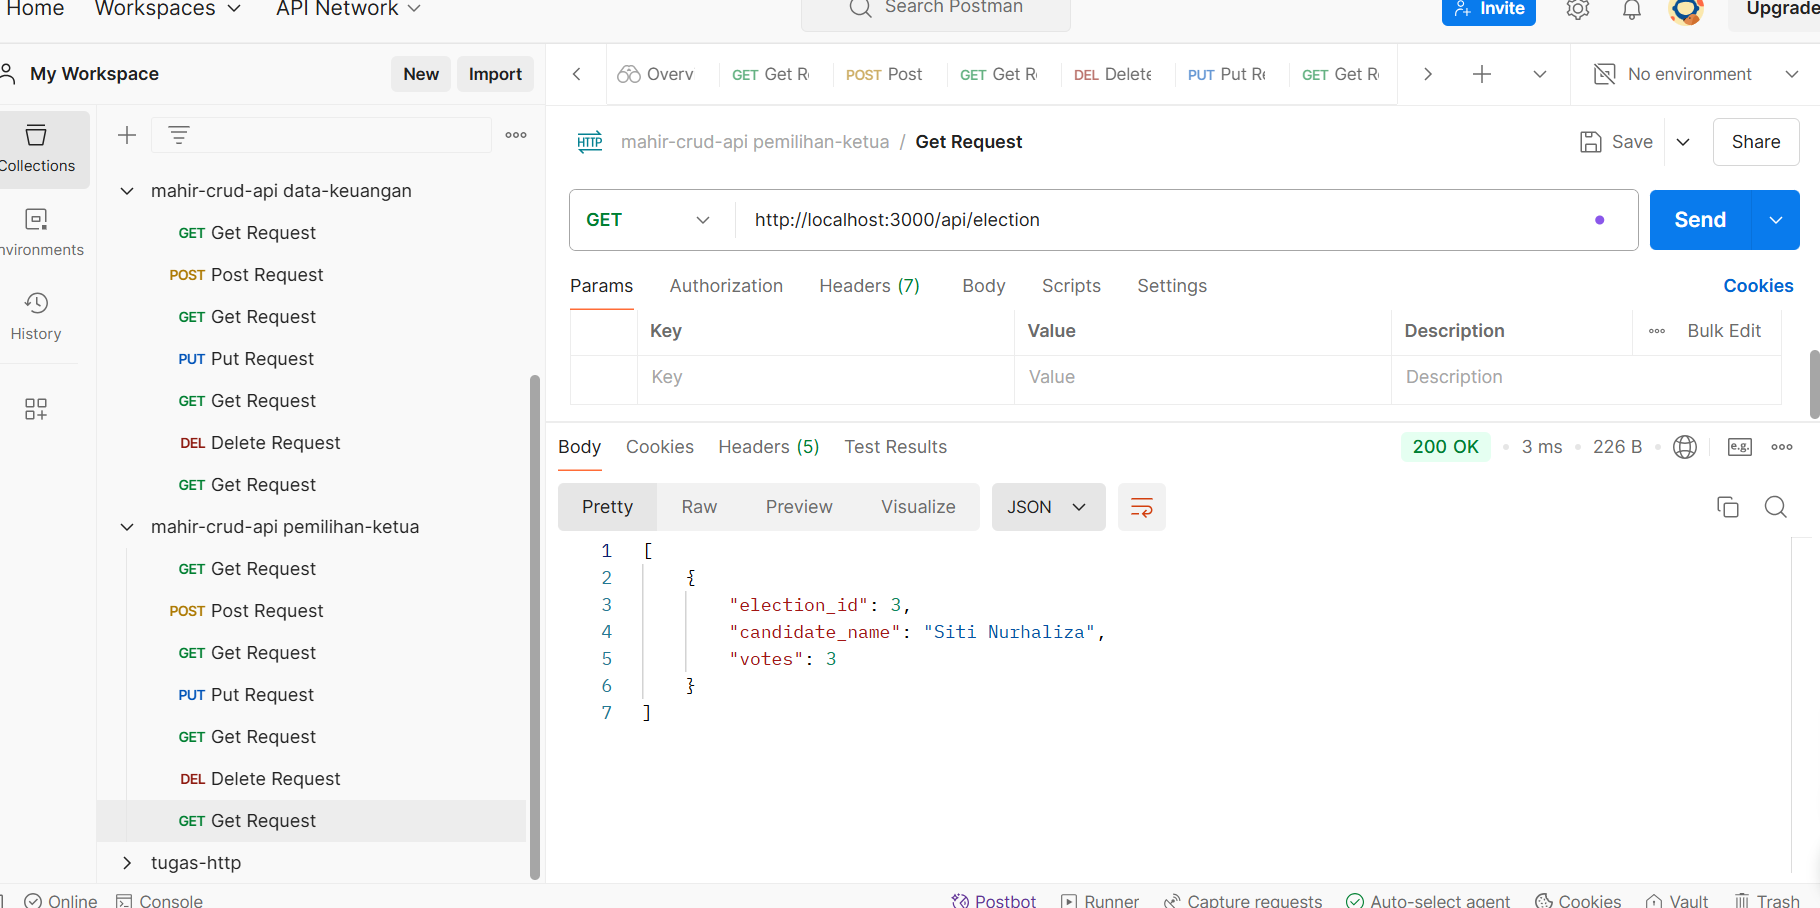 Home Workspaces API Network Search Postman Invite Upgrade
My Workspace New Import Overv GET Get R POST Post GET Get R DEL Delete PUT Put Re GET Get R No environment
Collections
nvironments
History
mahir-crud-api data-keuangan
GET Get Request
POST Post Request
GET Get Request
PUT Put Request
GET Get Request
DEL Delete Request
GET Get Request
mahir-crud-api pemilihan-ketua
GET Get Request
POST Post Request
GET Get Request
PUT Put Request
GET Get Request
DEL Delete Request
GET Get Request
tugas-http
HTTP mahir-crud-api pemilihan-ketua / Get Request Save Share
GET http://localhost:3000/api/election Send
Params Authorization Headers (7) Body Scripts Settings Cookies
Key Value Description Bulk Edit
Key Value Description
Body Cookies Headers (5) Test Results 200 OK 3 ms 226 B e.g.
Pretty Raw Preview Visualize JSON
1 [
2 {
3 "election_id": 3,
4 "candidate_name": "Siti Nurhaliza",
5 "votes": 3
6 }
7 ]
Online Console Postbot Runner Capture requests Auto-select agent Cookies Vault Trash